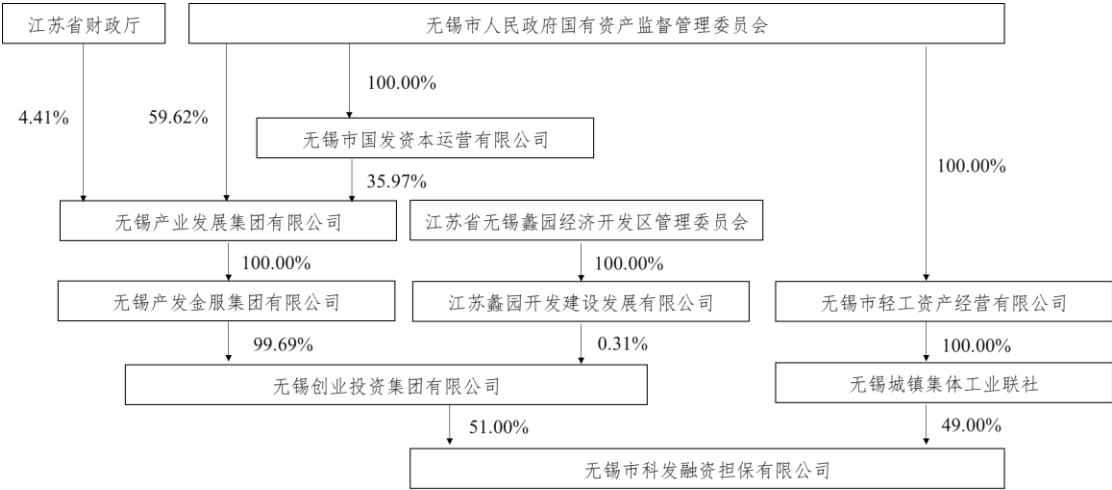 江苏省财政厅
无锡市人民政府国有资产监督管理委员会
100.00%
4.41%
59.62%
无锡市国发资本运营有限公司
100.00%
35.97%
无锡产业发展集团有限公司
江苏省无锡蠡园经济开发区管理委员会
100.00%
100.00%
无锡产发金服集团有限公司
江苏蠡园开发建设发展有限公司
无锡市轻工资产经营有限公司
99.69%
0.31%
100.00%
无锡创业投资集团有限公司
无锡城镇集体工业联社
51.00%
49.00%
无锡市科发融资担保有限公司